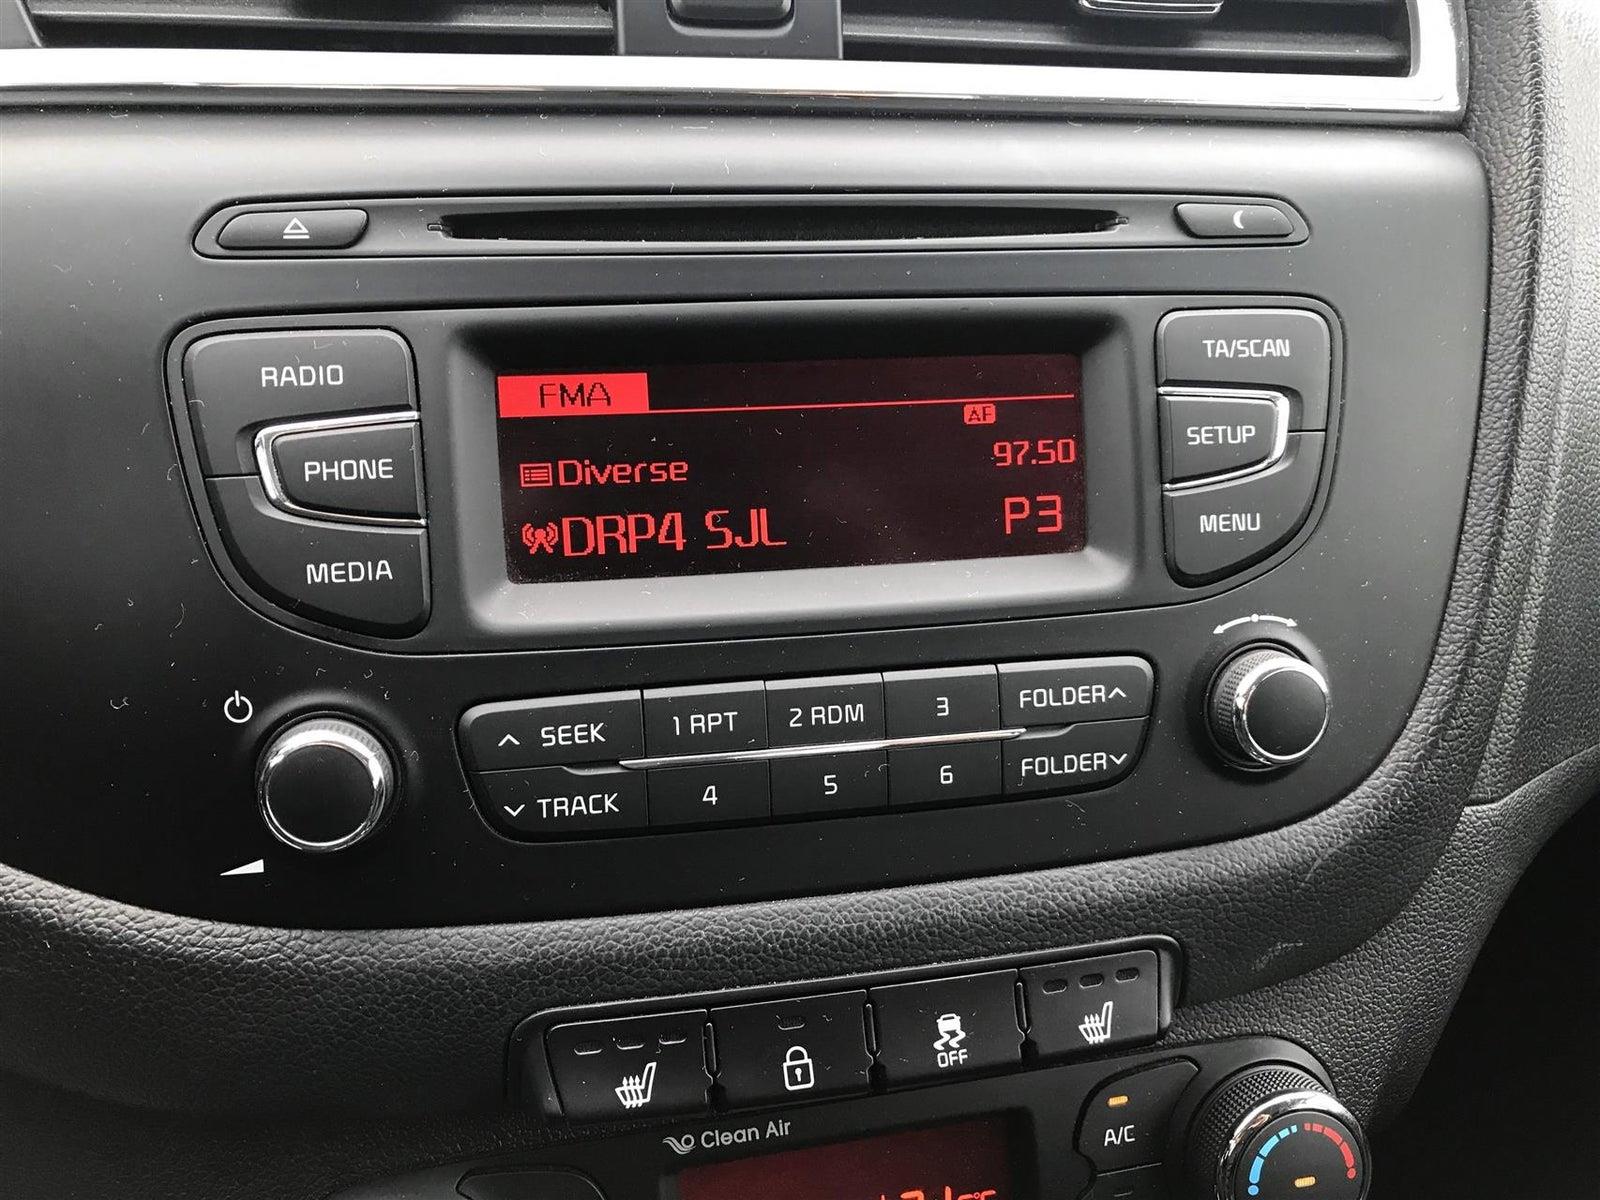 RADIO
PHONE
MEDIA
FMA
AF
Diverse
97.50
DRP4 SJL
P3
TA/SCAN
SETUP
MENU
SEEK
1 RPT
2 RDM
3
FOLDER
TRACK
4
5
6
FOLDER
OFF
Clean Air
A/C